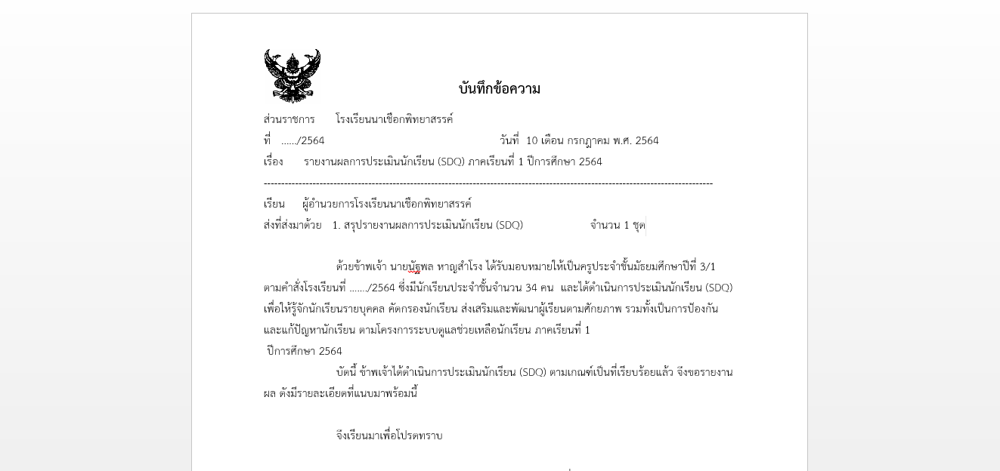 บันทึกข้อความ
ส่วนราชการ โรงเรียนนาเชือกพิทยาสรรค์
ที่ ....../2564 วันที่ 10 เดือน กรกฎาคม พ.ศ. 2564
เรื่อง รายงานผลการประเมินนักเรียน (SDQ) ภาคเรียนที่ 1 ปีการศึกษา 2564
เรียน ผู้อำนวยการโรงเรียนนาเชือกพิทยาสรรค์
ส่งที่ส่งมาด้วย 1. สรุปรายงานผลการประเมินนักเรียน (SDQ) จำนวน 1 ชุด
ด้วยข้าพเจ้า นายนัฐพล หาญสำโรง ได้รับมอบหมายให้เป็นครูประจำชั้นมัธยมศึกษาปีที่ 3/1
ตามคำสั่งโรงเรียนที่ ......./2564 ซึ่งมีนักเรียนประจำชั้นจำนวน 34 คน และได้ดำเนินการประเมินนักเรียน (SDQ)
เพื่อให้รู้จักนักเรียนรายบุคคล คัดกรองนักเรียน ส่งเสริมและพัฒนาผู้เรียนตามศักยภาพ รวมทั้งเป็นการป้องกัน
และแก้ปัญหานักเรียน ตามโครงการระบบดูแลช่วยเหลือนักเรียน ภาคเรียนที่ 1
ปีการศึกษา 2564
บัดนี้ ข้าพเจ้าได้ดำเนินการประเมินนักเรียน (SDQ) ตามเกณฑ์เป็นที่เรียบร้อยแล้ว จึงขอรายงาน
ผล ดังมีรายละเอียดที่แนบมาพร้อมนี้
จึงเรียนมาเพื่อโปรดทราบ